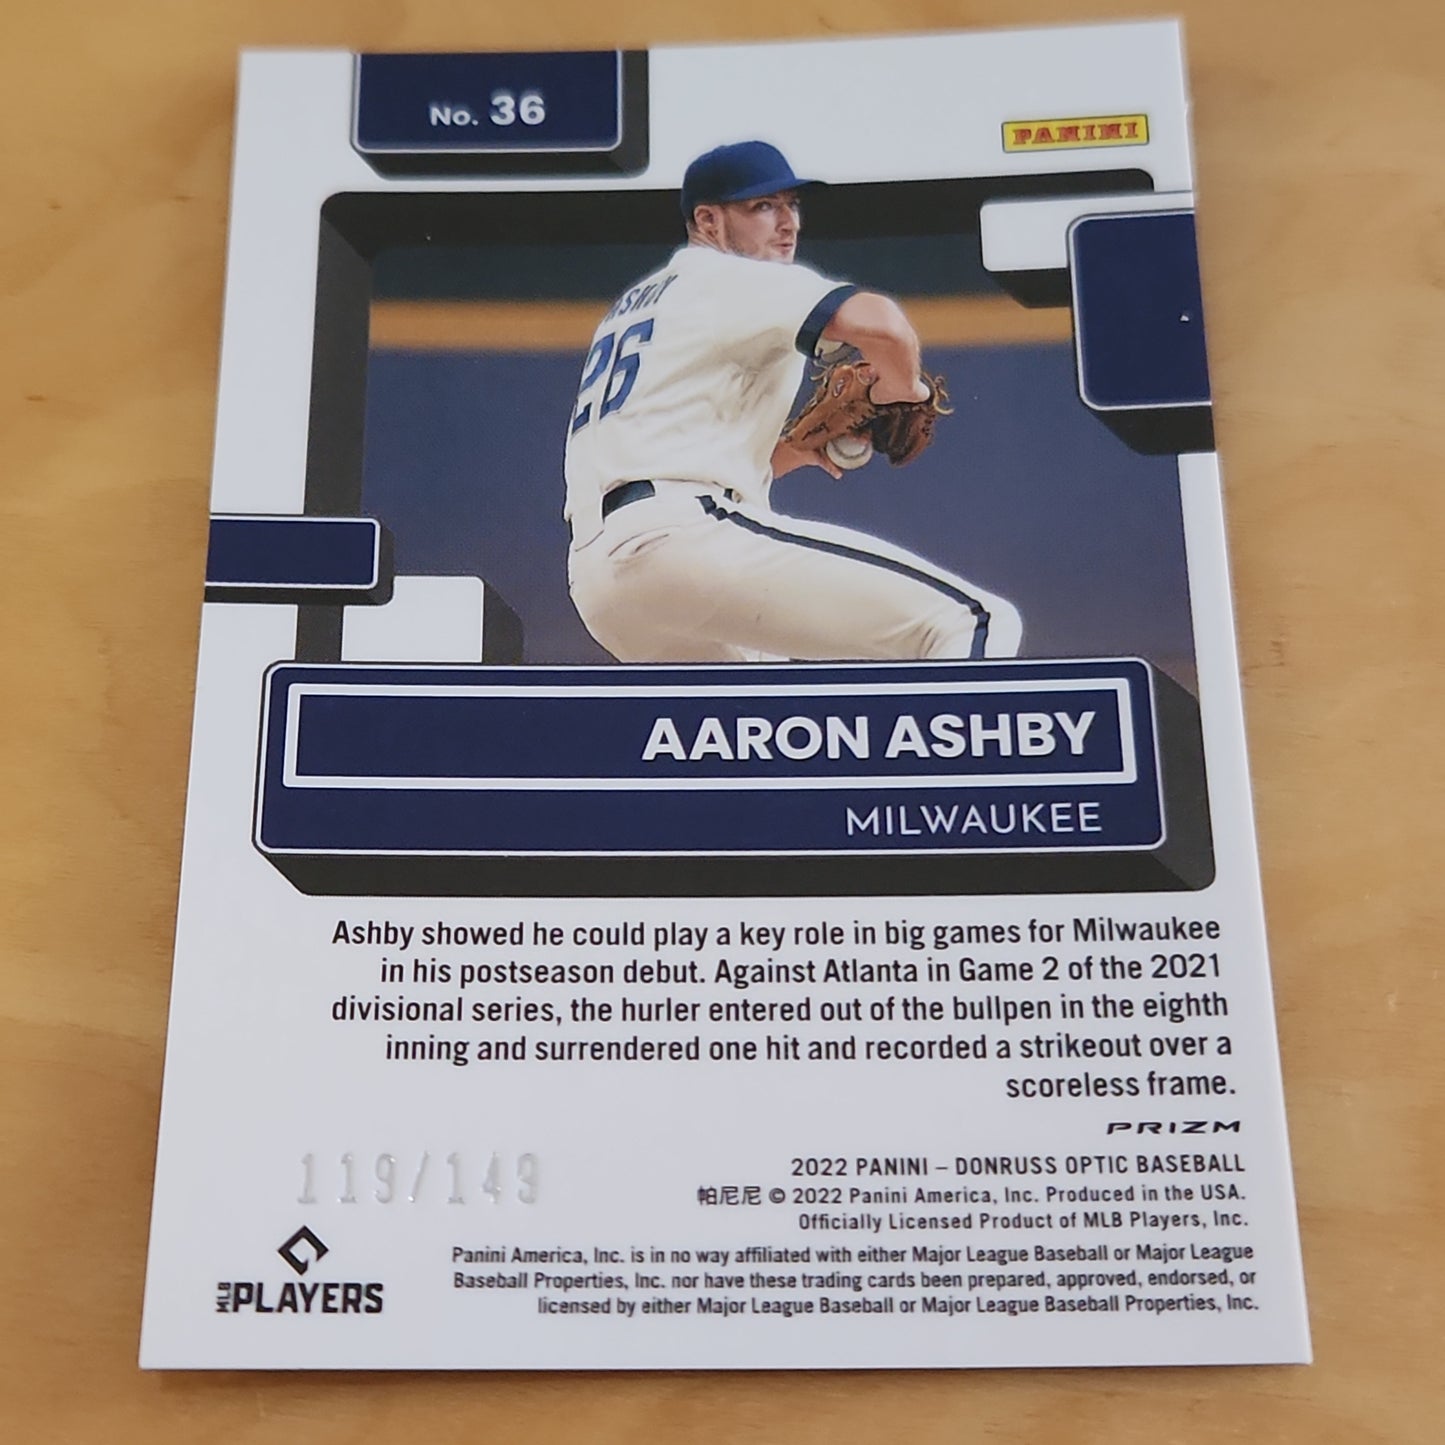 No. 36
PANINI
ASHBY
26
AARON ASHBY
MILWAUKEE
Ashby showed he could play a key role in big games for Milwaukee
in his postseason debut. Against Atlanta in Game 2 of the 2021
divisional series, the hurler entered out of the bullpen in the eighth
inning and surrendered one hit and recorded a strikeout over a
scoreless frame.
PRIZM
119/149
2022 PANINI – DONRUSS OPTIC BASEBALL
帕尼尼 © 2022 Panini America, Inc. Produced in the USA.
Officially Licensed Product of MLB Players, Inc.
MLB PLAYERS
Panini America, Inc. is in no way affiliated with either Major League Baseball or Major League
Baseball Properties, Inc. nor have these trading cards been prepared, approved, endorsed, or
licensed by either Major League Baseball or Major League Baseball Properties, Inc.